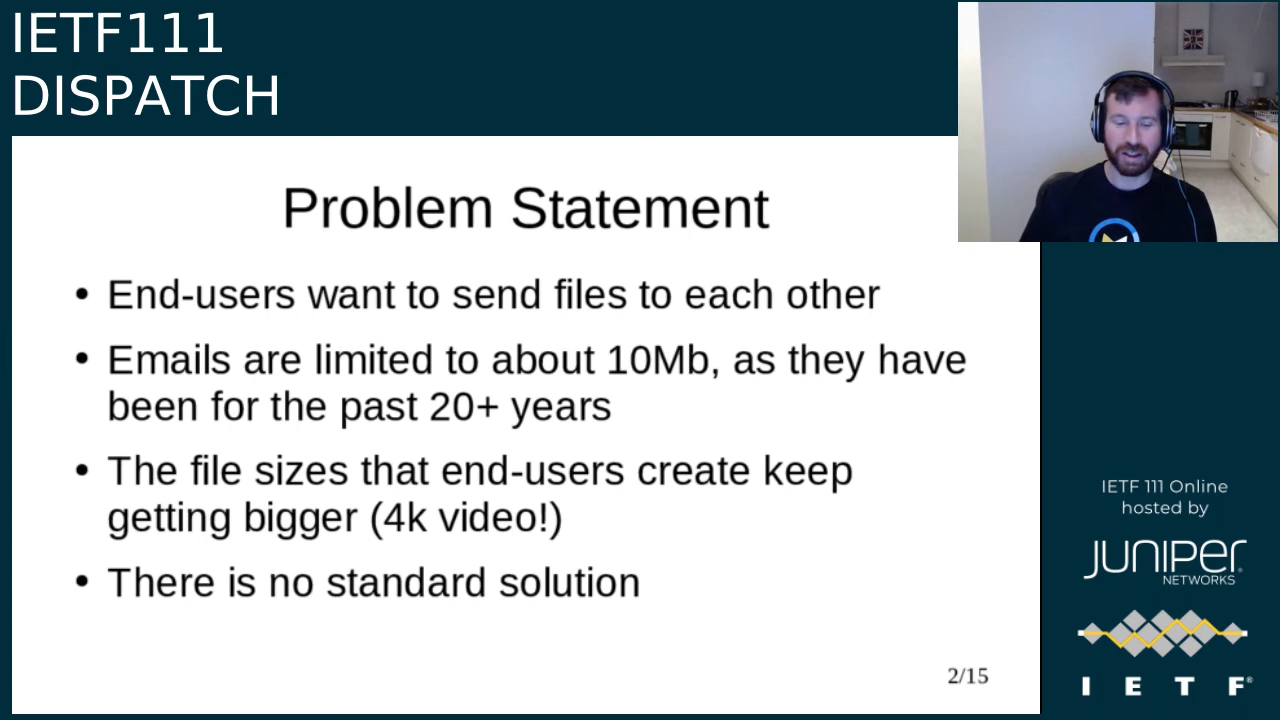 IETF111
DISPATCH
Problem Statement
• End-users want to send files to each other
• Emails are limited to about 10Mb, as they have
been for the past 20+ years
• The file sizes that end-users create keep
getting bigger (4k video!)
• There is no standard solution
2/15
IETF 111 Online
hosted by
JUNIPER
NETWORKS
I E T F®